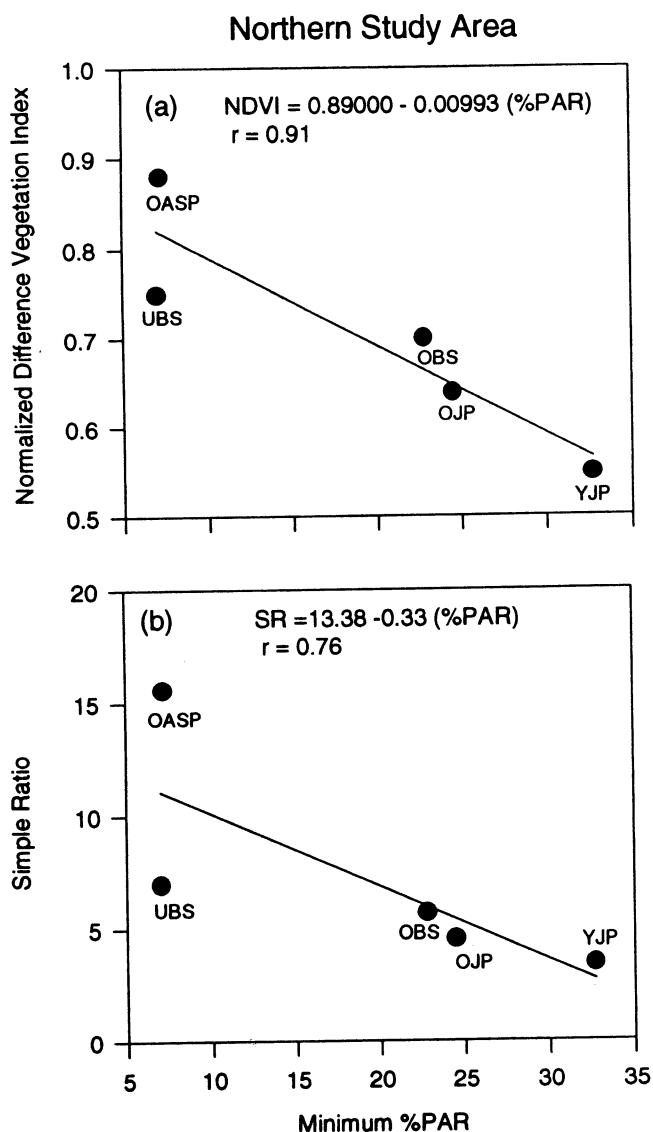 Northern Study Area
1.0
(a)
NDVI = 0.89000 - 0.00993 (%PAR)
r = 0.91
0.9
OASP
0.8
UBS
0.7
OBS
OJP
0.6
YJP
0.5
Normalized Difference Vegetation Index
20
(b)
SR =13.38 -0.33 (%PAR)
r = 0.76
15
OASP
10
UBS
5
OBS
OJP
YJP
0
Simple Ratio
5 10 15 20 25 30 35
Minimum %PAR